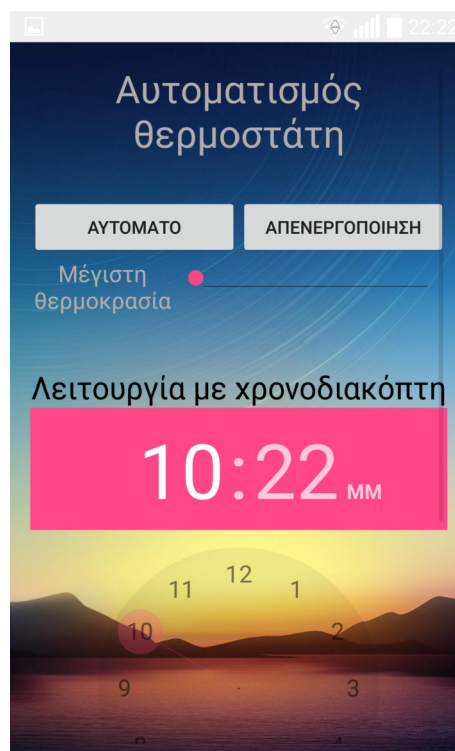 22:22
Αυτοματισμός
θερμοστάτη
ΑΥΤΟΜΑΤΟ ΑΠΕΝΕΡΓΟΠΟΙΗΣΗ
Μέγιστη
θερμοκρασία
Λειτουργία με χρονοδιακόπτη
10:22 ΜΜ
12
11 1
10 2
9 3